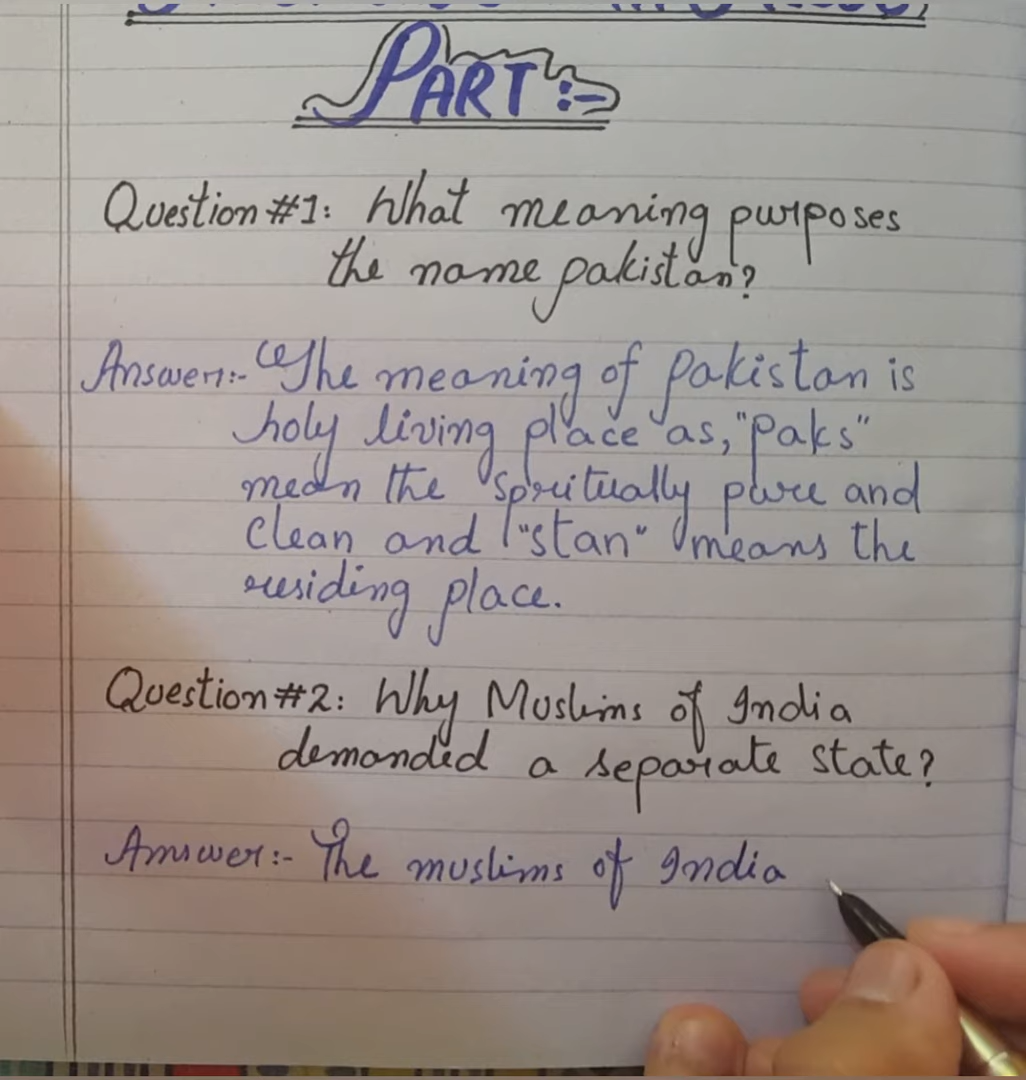 PART:-
Question #1: What meaning purposes
the name pakistan?
Answer:- "The meaning of pakistan is
holy living place as, "Paks"
mean the spritually pure and
clean and "stan" means the
residing place.
Question #2: Why Muslims of India
demanded a separate state?
Answer:- The muslims of India